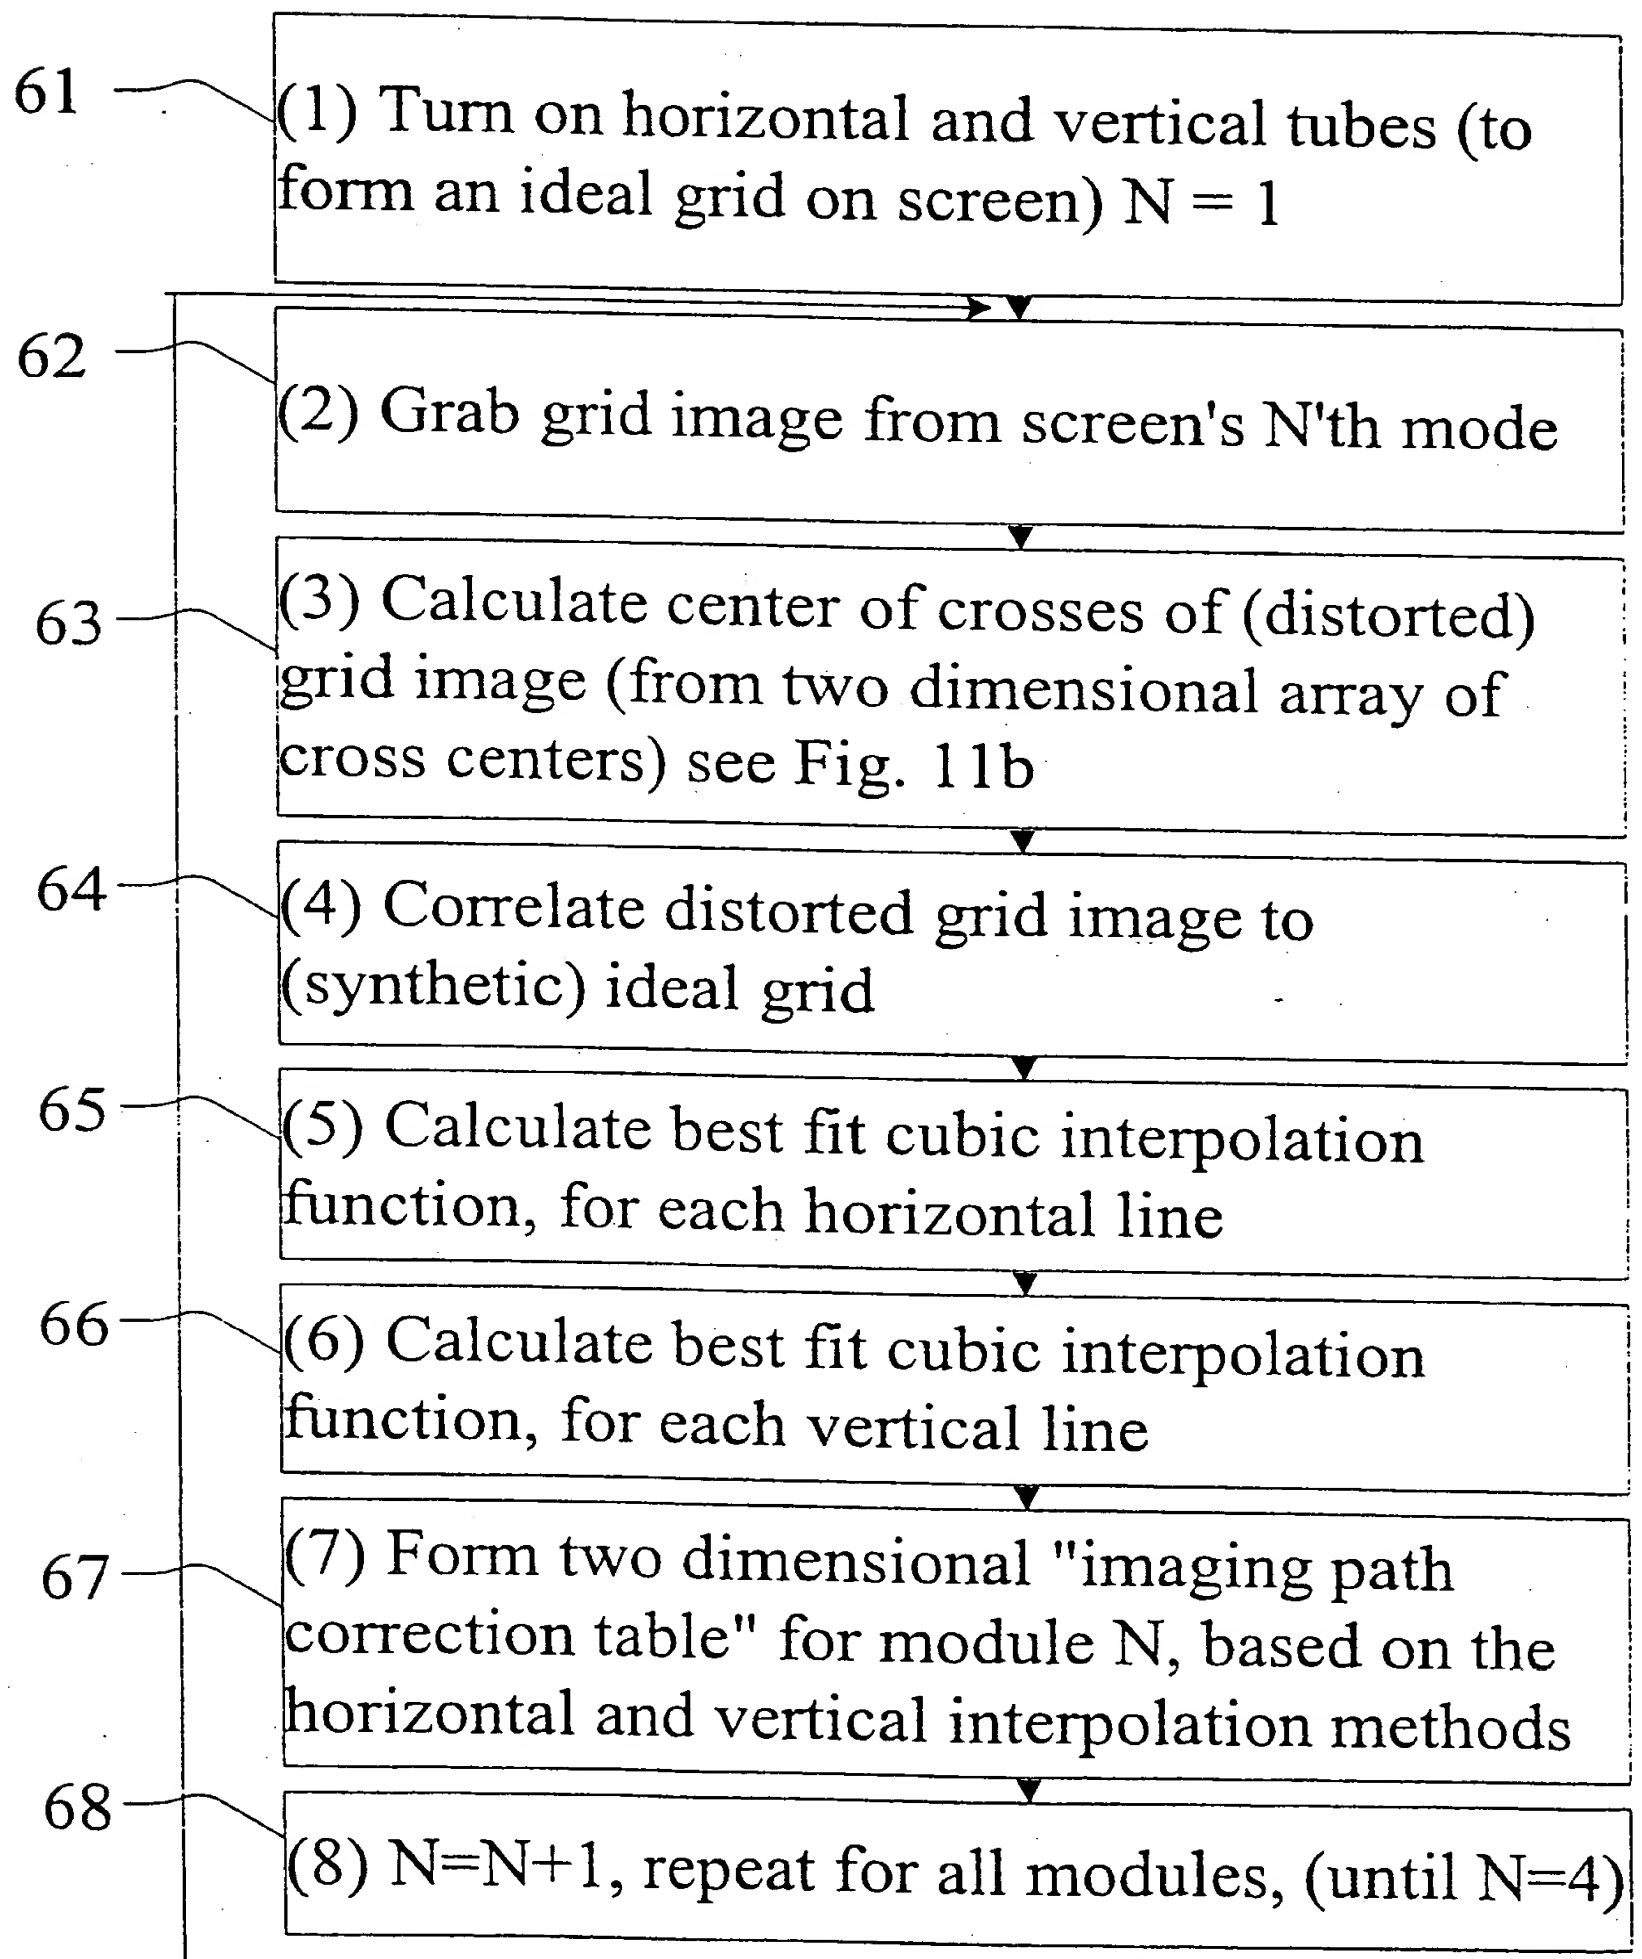 61
(1) Turn on horizontal and vertical tubes (to
form an ideal grid on screen) N = 1
62
(2) Grab grid image from screen's N'th mode
63
(3) Calculate center of crosses of (distorted)
grid image (from two dimensional array of
cross centers) see Fig. 11b
64
(4) Correlate distorted grid image to
(synthetic) ideal grid
65
(5) Calculate best fit cubic interpolation
function, for each horizontal line
66
(6) Calculate best fit cubic interpolation
function, for each vertical line
67
(7) Form two dimensional "imaging path
correction table" for module N, based on the
horizontal and vertical interpolation methods
68
(8) N=N+1, repeat for all modules, (until N=4)